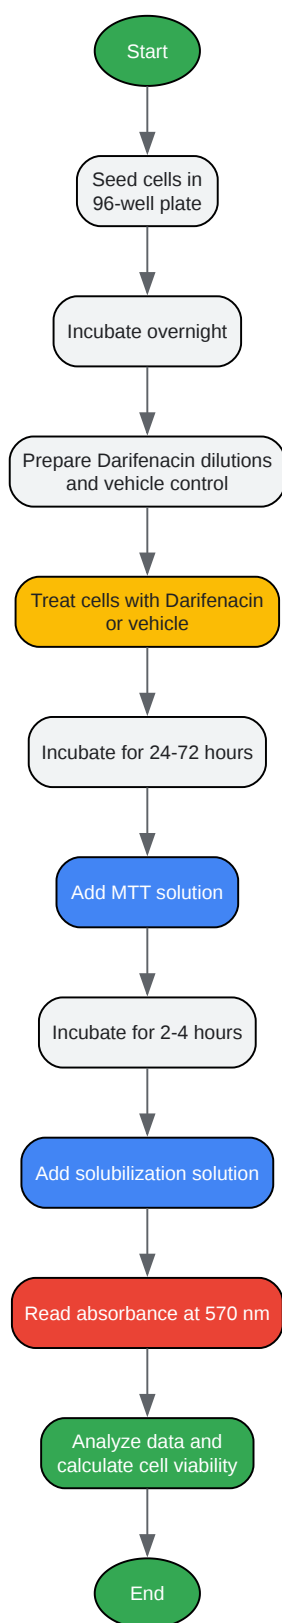 Start
Seed cells in
96-well plate
Incubate overnight
Prepare Darifenacin dilutions
and vehicle control
Treat cells with Darifenacin
or vehicle
Incubate for 24-72 hours
Add MTT solution
Incubate for 2-4 hours
Add solubilization solution
Read absorbance at 570 nm
Analyze data and
calculate cell viability
End